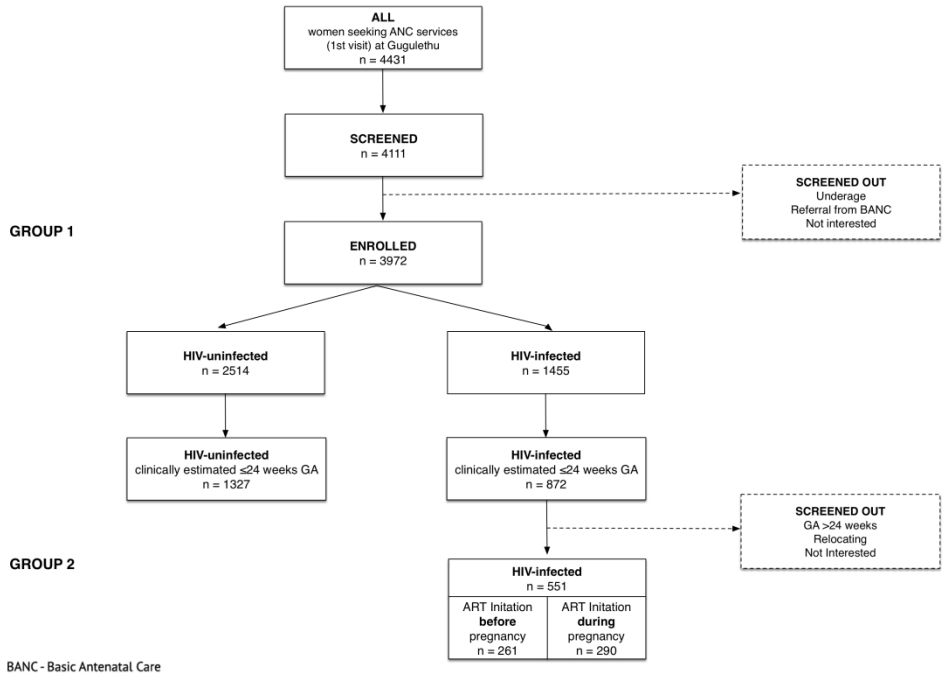 ALL
women seeking ANC services
(1st visit) at Gugulethu
n = 4431
SCREENED
n = 4111
SCREENED OUT
Underage
Referral from BANC
Not interested
GROUP 1
ENROLLED
n = 3972
HIV-uninfected
n = 2514
HIV-infected
n = 1455
HIV-uninfected
clinically estimated ≤24 weeks GA
n = 1327
HIV-infected
clinically estimated ≤24 weeks GA
n = 872
SCREENED OUT
GA >24 weeks
Relocating
Not Interested
GROUP 2
HIV-infected
n = 551
ART Initation
before
pregnancy
n = 261
ART Initation
during
pregnancy
n = 290
BANC - Basic Antenatal Care